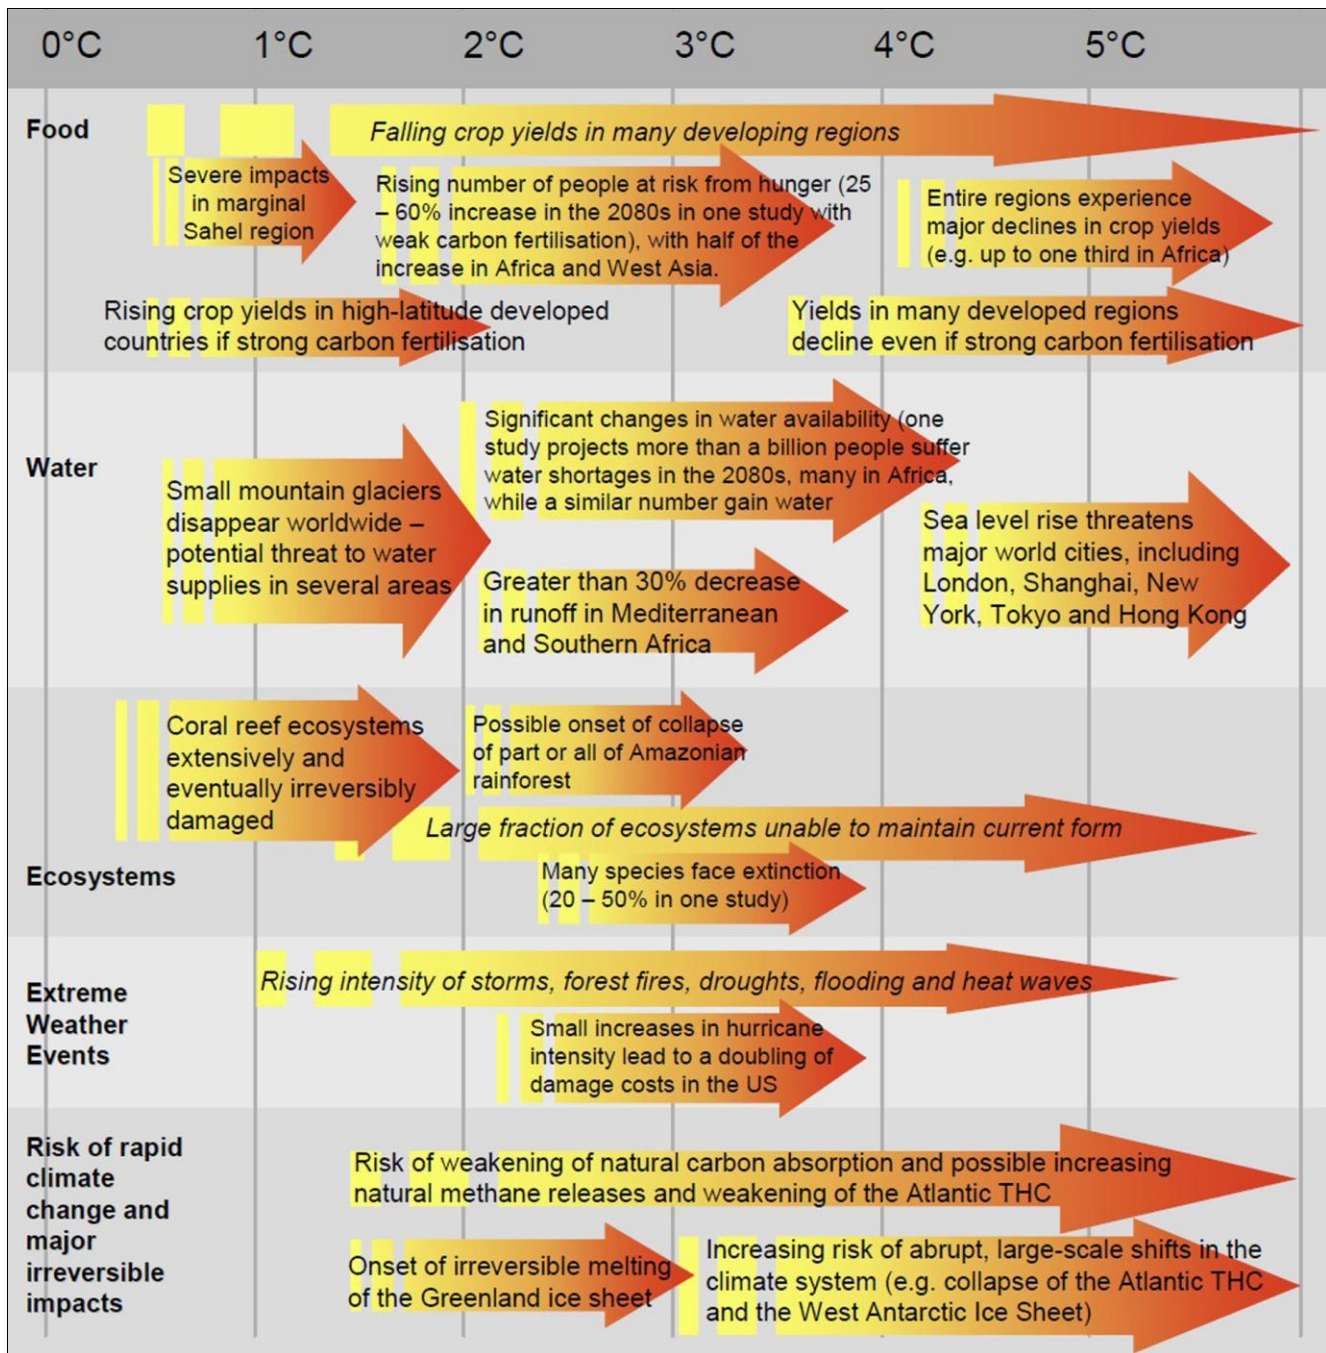 0°C 1°C 2°C 3°C 4°C 5°C
Food
Falling crop yields in many developing regions
Severe impacts
in marginal
Sahel region
Rising number of people at risk from hunger (25
– 60% increase in the 2080s in one study with
weak carbon fertilisation), with half of the
increase in Africa and West Asia.
Entire regions experience
major declines in crop yields
(e.g. up to one third in Africa)
Rising crop yields in high-latitude developed
countries if strong carbon fertilisation
Yields in many developed regions
decline even if strong carbon fertilisation
Water
Small mountain glaciers
disappear worldwide –
potential threat to water
supplies in several areas
Significant changes in water availability (one
study projects more than a billion people suffer
water shortages in the 2080s, many in Africa,
while a similar number gain water
Greater than 30% decrease
in runoff in Mediterranean
and Southern Africa
Sea level rise threatens
major world cities, including
London, Shanghai, New
York, Tokyo and Hong Kong
Ecosystems
Coral reef ecosystems
extensively and
eventually irreversibly
damaged
Possible onset of collapse
of part or all of Amazonian
rainforest
Large fraction of ecosystems unable to maintain current form
Many species face extinction
(20 – 50% in one study)
Extreme
Weather
Events
Rising intensity of storms, forest fires, droughts, flooding and heat waves
Small increases in hurricane
intensity lead to a doubling of
damage costs in the US
Risk of rapid
climate
change and
major
irreversible
impacts
Risk of weakening of natural carbon absorption and possible increasing
natural methane releases and weakening of the Atlantic THC
Onset of irreversible melting
of the Greenland ice sheet
Increasing risk of abrupt, large-scale shifts in the
climate system (e.g. collapse of the Atlantic THC
and the West Antarctic Ice Sheet)